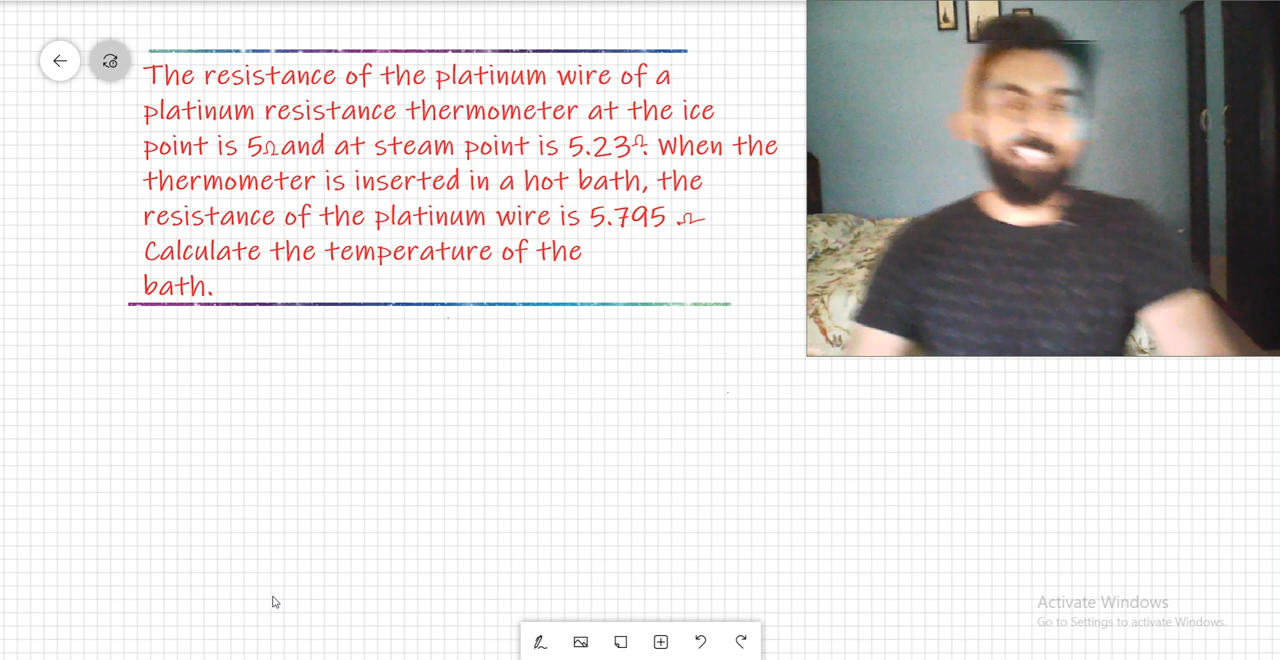 The resistance of the platinum wire of a
platinum resistance thermometer at the ice
point is 5Ω and at steam point is 5.23Ω. When the
thermometer is inserted in a hot bath, the
resistance of the platinum wire is 5.795 Ω
Calculate the temperature of the
bath.
Activate Windows
Go to Settings to activate Windows.